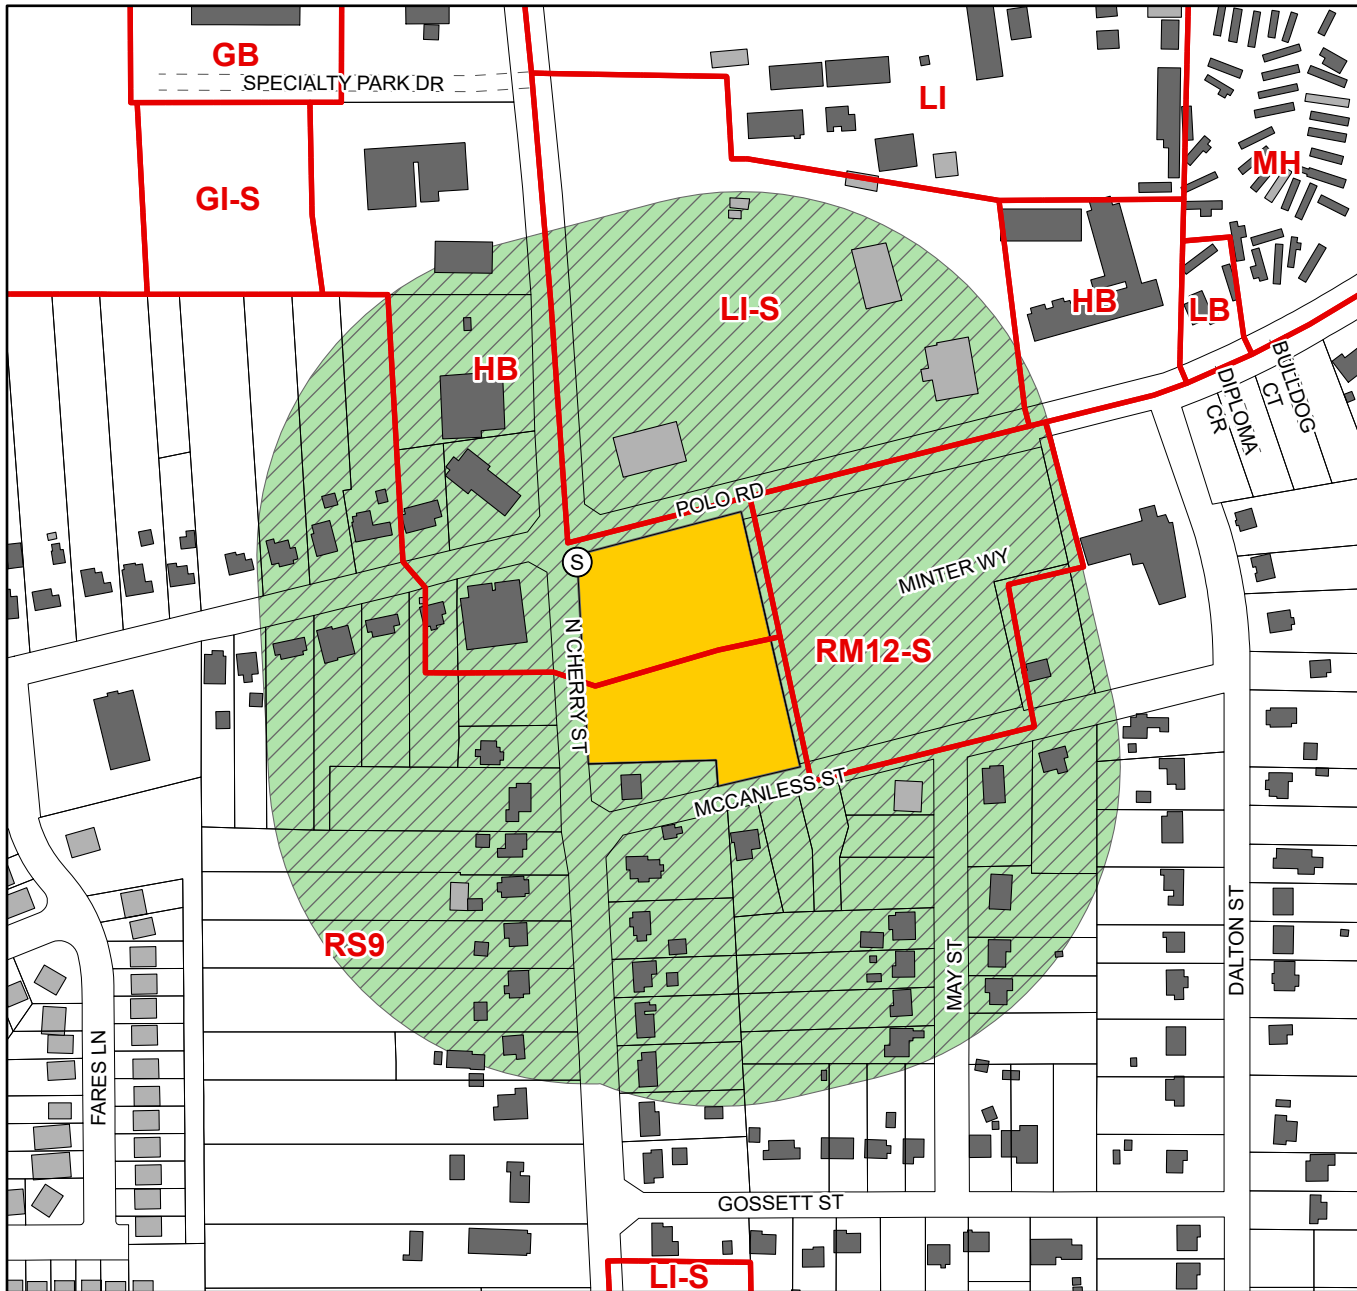 GB
SPECIALTY PARK DR
LI
MH
GI-S
LI-S
HB
LB
HB
BULLDOG CT
DIPLOMA CR
POLO RD
S
MINTER WY
N CHERRY ST
RM12-S
MCCANLESS ST
RS9
MAY ST
DALTON ST
FARES LN
GOSSETT ST
LI-S